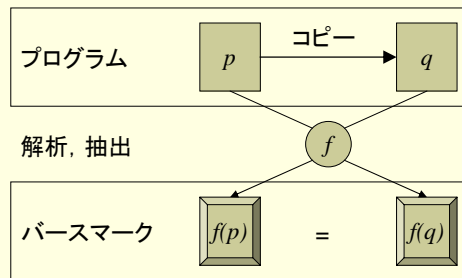 コピー
プログラム p q
解析, 抽出 f
バースマーク f(p) = f(q)